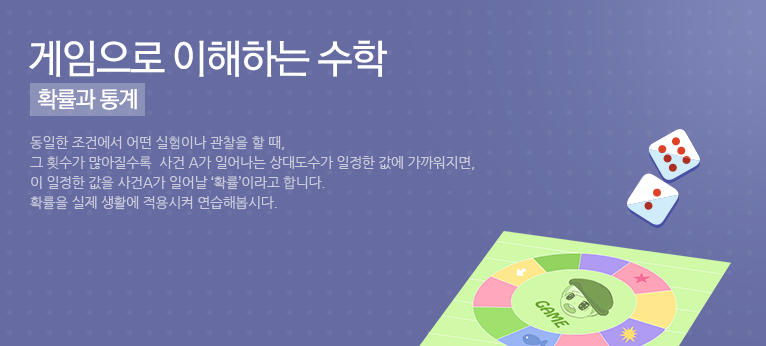 게임으로 이해하는 수학
확률과 통계
동일한 조건에서 어떤 실험이나 관찰을 할 때,
그 횟수가 많아질수록 사건 A가 일어나는 상대도수가 일정한 값에 가까워지면,
이 일정한 값을 사건A가 일어날 ‘확률’이라고 합니다.
확률을 실제 생활에 적용시켜 연습해봅시다.
GAME